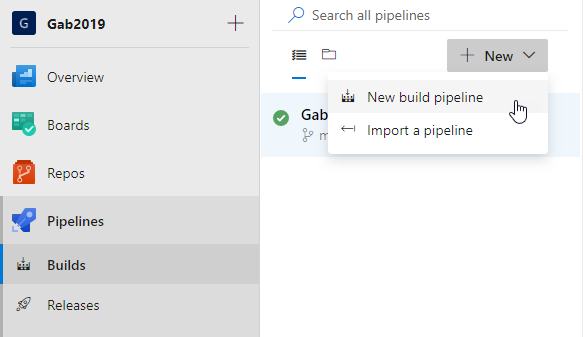 G Gab2019
Overview
Boards
Repos
Pipelines
Builds
Releases
Search all pipelines
New
New build pipeline
Import a pipeline
Gab